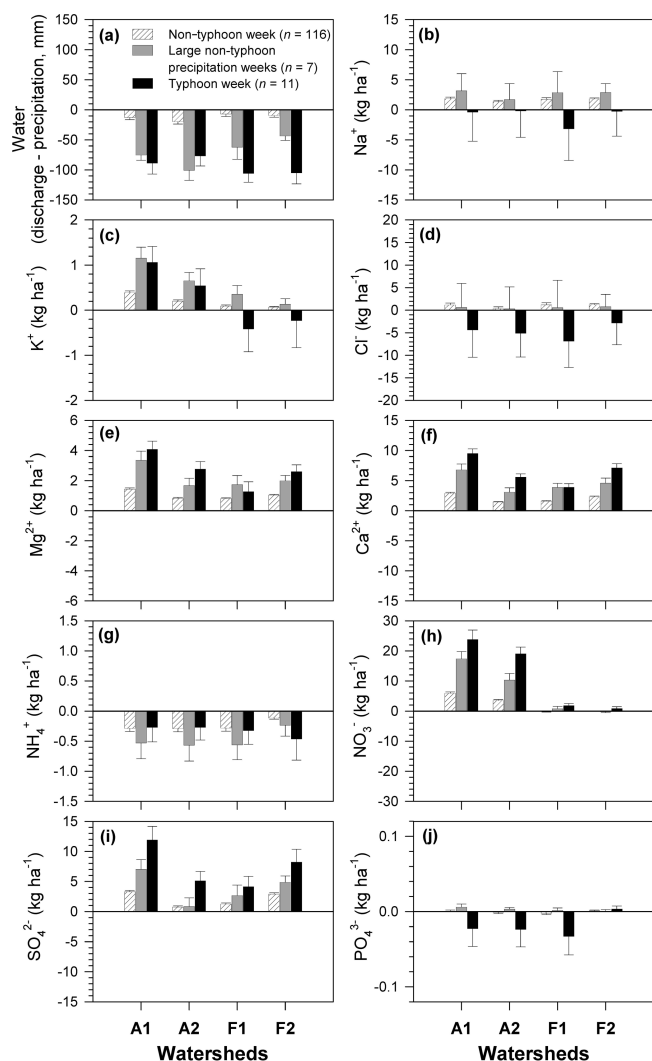 150
100
50
0
-50
-100
-150
Water
(discharge - precipitation, mm)
(a)
Non-typhoon week (n = 116)
Large non-typhoon
precipitation weeks (n = 7)
Typhoon week (n = 11)
15
10
5
0
-5
-10
-15
Na⁺ (kg ha⁻¹)
(b)
2
1
0
-1
-2
K⁺ (kg ha⁻¹)
(c)
20
15
10
5
0
-5
-10
-15
-20
Cl⁻ (kg ha⁻¹)
(d)
6
4
2
0
-2
-4
-6
Mg²⁺ (kg ha⁻¹)
(e)
15
10
5
0
-5
-10
-15
Ca²⁺ (kg ha⁻¹)
(f)
1.5
1.0
0.5
0.0
-0.5
-1.0
-1.5
NH₄⁺ (kg ha⁻¹)
(g)
30
20
10
0
-10
-20
-30
NO₃⁻ (kg ha⁻¹)
(h)
15
10
5
0
5
-10
-15
SO₄²⁻ (kg ha⁻¹)
(i)
0.1
0.0
-0.1
PO₄³⁻ (kg ha⁻¹)
(j)
A1 A2 F1 F2
Watersheds
A1 A2 F1 F2
Watersheds